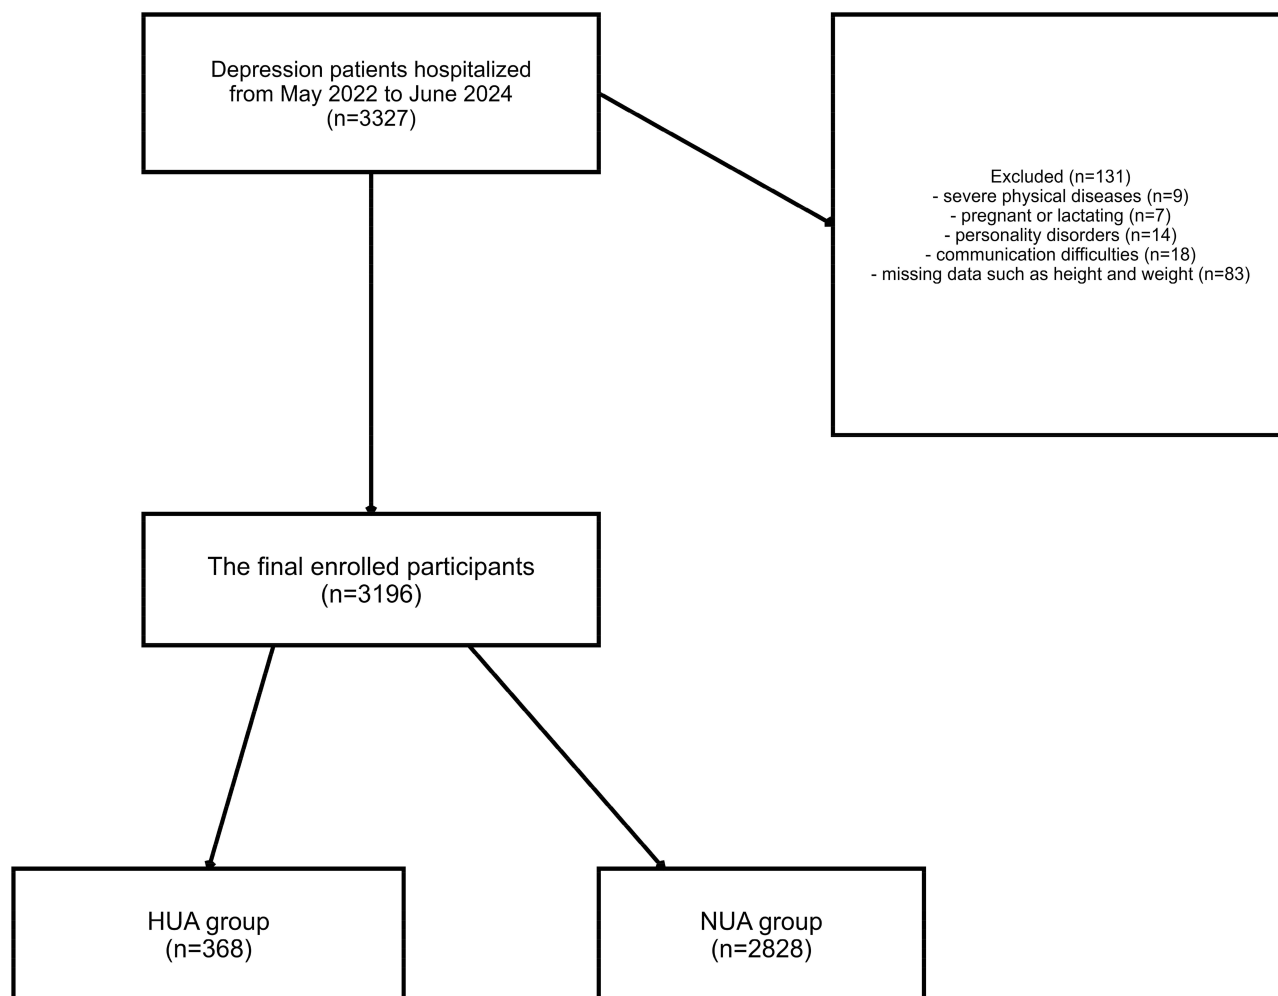 Depression patients hospitalized
from May 2022 to June 2024
(n=3327)
Excluded (n=131)
- severe physical diseases (n=9)
- pregnant or lactating (n=7)
- personality disorders (n=14)
- communication difficulties (n=18)
- missing data such as height and weight (n=83)
The final enrolled participants
(n=3196)
HUA group
(n=368)
NUA group
(n=2828)